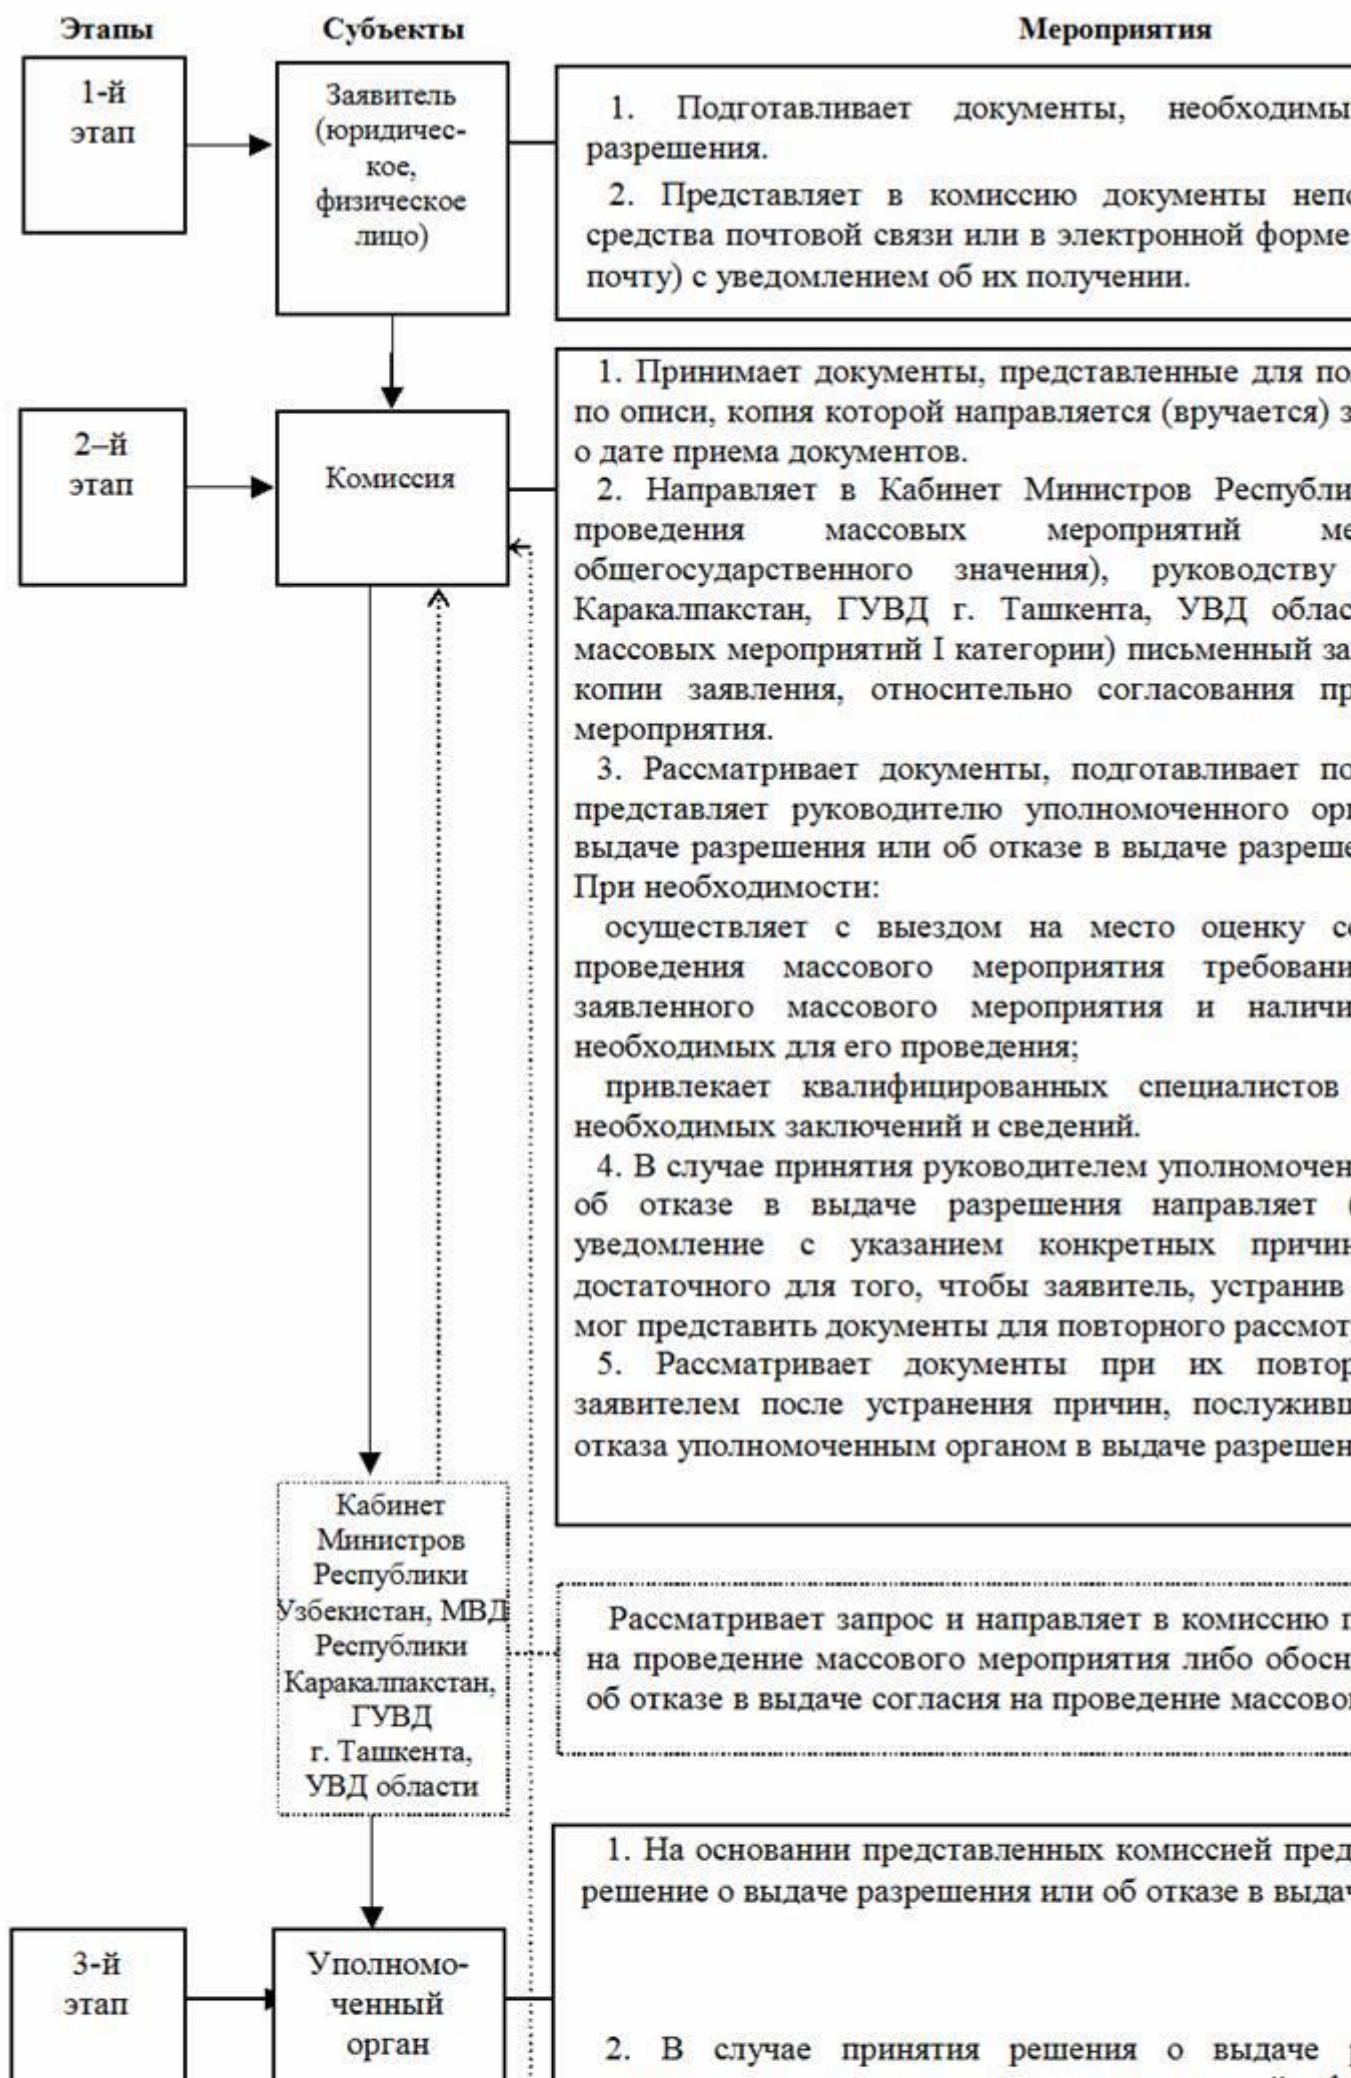 Этапы Субъекты Мероприятия
1-й
этап
Заявитель
(юридичес-
кое,
физическое
лицо)
1. Подготавливает документы, необходимы
разрешения.
2. Представляет в комиссию документы непо
средства почтовой связи или в электронной форме
почту) с уведомлением об их получении.
2–й
этап
Комиссия
1. Принимает документы, представленные для пол
по описи, копия которой направляется (вручается) з
о дате приема документов.
2. Направляет в Кабинет Министров Республи
проведения массовых мероприятий ме
общегосударственного значения), руководству
Каракалпакстан, ГУВД г. Ташкента, УВД облас
массовых мероприятий I категории) письменный за
копии заявления, относительно согласования пр
мероприятия.
3. Рассматривает документы, подготавливает по
представляет руководителю уполномоченного орг
выдаче разрешения или об отказе в выдаче разреше
При необходимости:
осуществляет с выездом на место оценку со
проведения массового мероприятия требовани
заявленного массового мероприятия и наличи
необходимых для его проведения;
привлекает квалифицированных специалистов
необходимых заключений и сведений.
4. В случае принятия руководителем уполномочен
об отказе в выдаче разрешения направляет (
уведомление с указанием конкретных причин
достаточного для того, чтобы заявитель, устранив
мог представить документы для повторного рассмот
5. Рассматривает документы при их повтор
заявителем после устранения причин, послуживш
отказа уполномоченным органом в выдаче разрешен
Кабинет
Министров
Республики
Узбекистан, МВД
Республики
Каракалпакстан,
ГУВД
г. Ташкента,
УВД области
Рассматривает запрос и направляет в комиссию п
на проведение массового мероприятия либо обосн
об отказе в выдаче согласия на проведение массовог
3-й
этап
Уполномо-
ченный
орган
1. На основании представленных комиссией пред
решение о выдаче разрешения или об отказе в выдач
2. В случае принятия решения о выдаче р